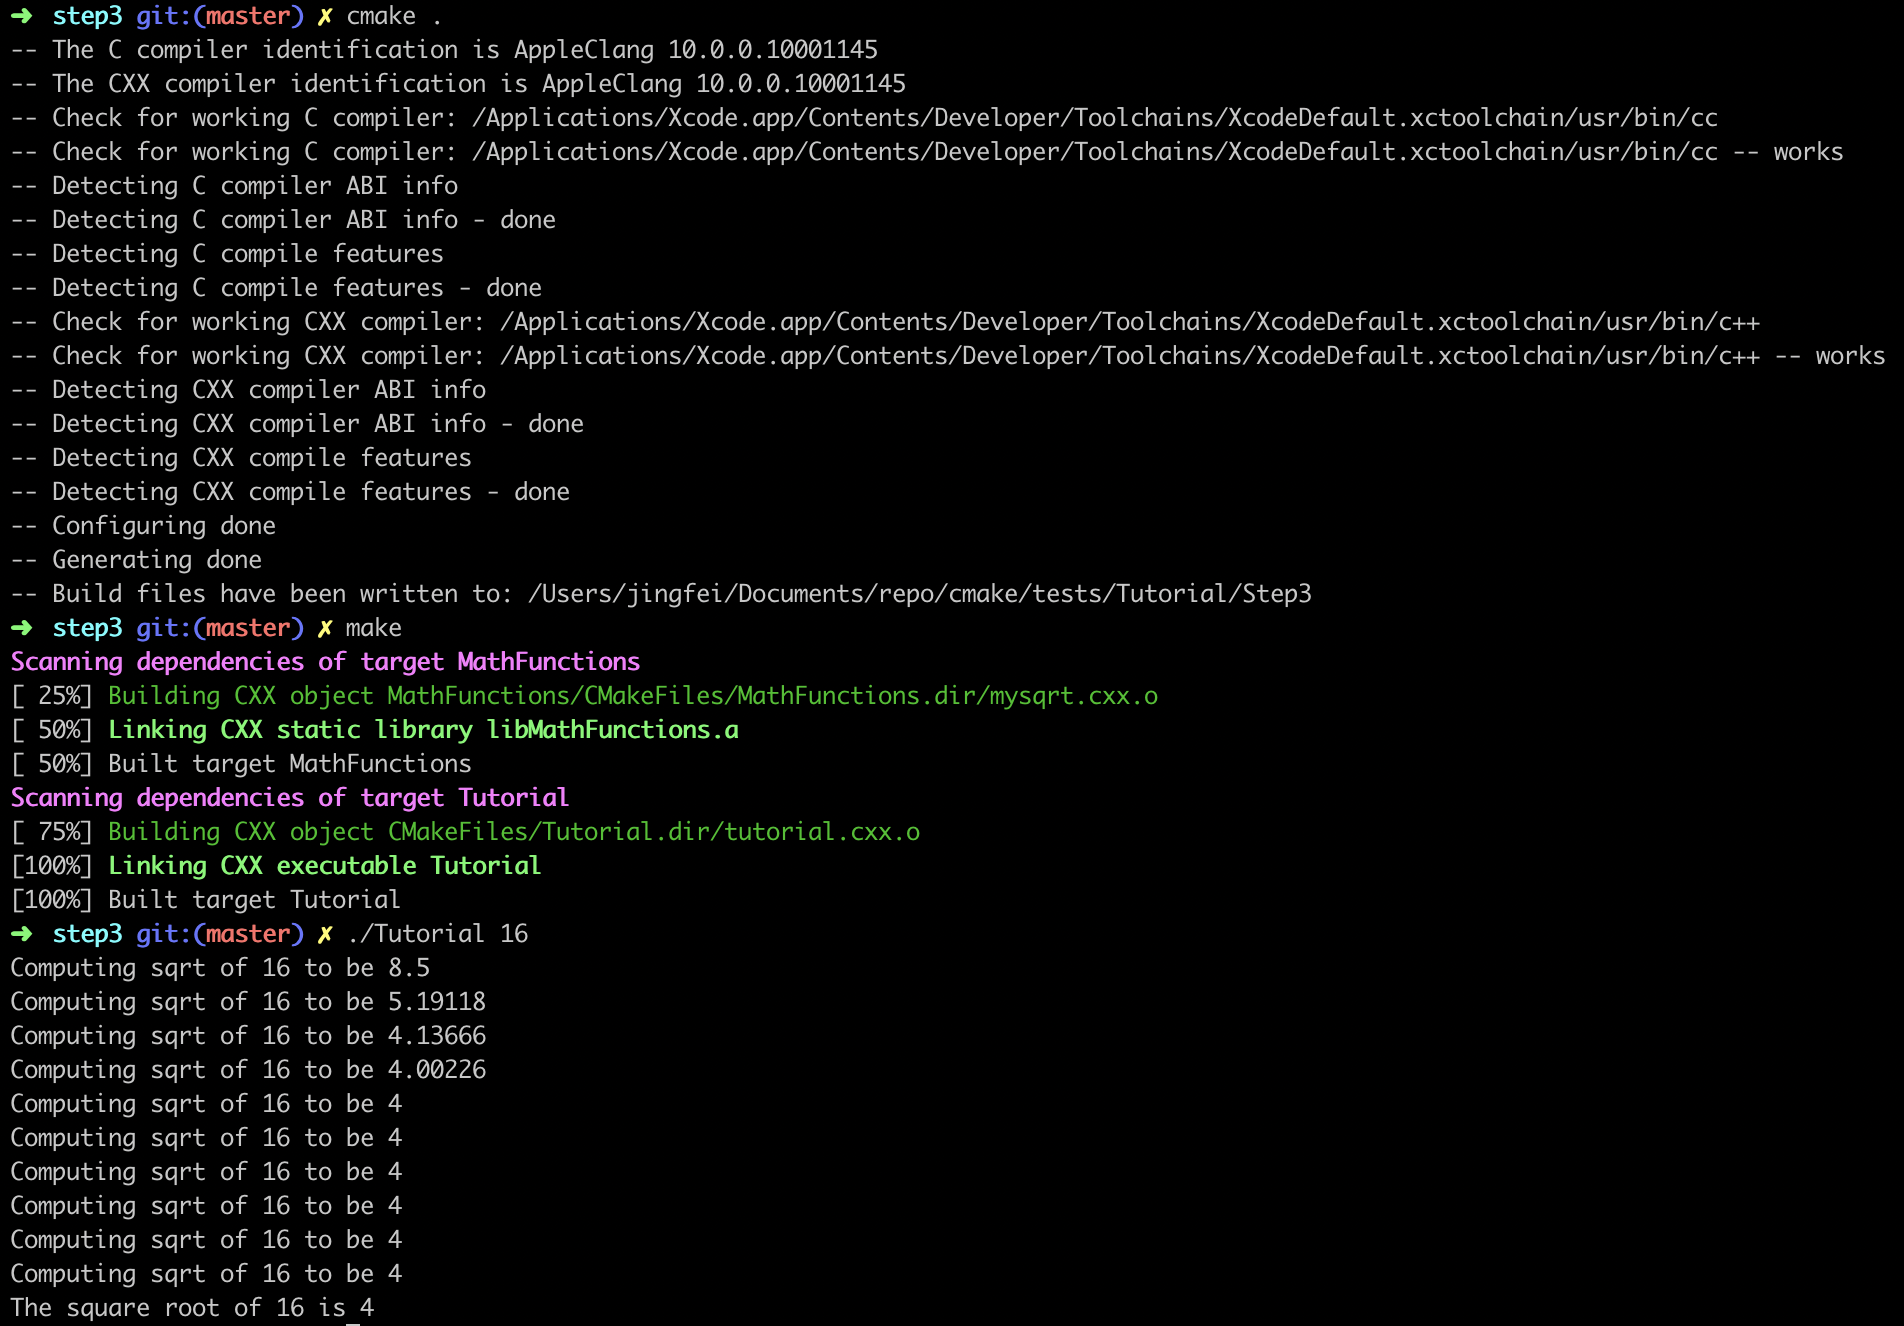 ➜  step3 git:(master) ✗ cmake .
-- The C compiler identification is AppleClang 10.0.0.10001145
-- The CXX compiler identification is AppleClang 10.0.0.10001145
-- Check for working C compiler: /Applications/Xcode.app/Contents/Developer/Toolchains/XcodeDefault.xctoolchain/usr/bin/cc
-- Check for working C compiler: /Applications/Xcode.app/Contents/Developer/Toolchains/XcodeDefault.xctoolchain/usr/bin/cc -- works
-- Detecting C compiler ABI info
-- Detecting C compiler ABI info - done
-- Detecting C compile features
-- Detecting C compile features - done
-- Check for working CXX compiler: /Applications/Xcode.app/Contents/Developer/Toolchains/XcodeDefault.xctoolchain/usr/bin/c++
-- Check for working CXX compiler: /Applications/Xcode.app/Contents/Developer/Toolchains/XcodeDefault.xctoolchain/usr/bin/c++ -- works
-- Detecting CXX compiler ABI info
-- Detecting CXX compiler ABI info - done
-- Detecting CXX compile features
-- Detecting CXX compile features - done
-- Configuring done
-- Generating done
-- Build files have been written to: /Users/jingfei/Documents/repo/cmake/tests/Tutorial/Step3
➜  step3 git:(master) ✗ make
Scanning dependencies of target MathFunctions
[ 25%] Building CXX object MathFunctions/CMakeFiles/MathFunctions.dir/mysqrt.cxx.o
[ 50%] Linking CXX static library libMathFunctions.a
[ 50%] Built target MathFunctions
Scanning dependencies of target Tutorial
[ 75%] Building CXX object CMakeFiles/Tutorial.dir/tutorial.cxx.o
[100%] Linking CXX executable Tutorial
[100%] Built target Tutorial
➜  step3 git:(master) ✗ ./Tutorial 16
Computing sqrt of 16 to be 8.5
Computing sqrt of 16 to be 5.19118
Computing sqrt of 16 to be 4.13666
Computing sqrt of 16 to be 4.00226
Computing sqrt of 16 to be 4
Computing sqrt of 16 to be 4
Computing sqrt of 16 to be 4
Computing sqrt of 16 to be 4
Computing sqrt of 16 to be 4
Computing sqrt of 16 to be 4
The square root of 16 is 4